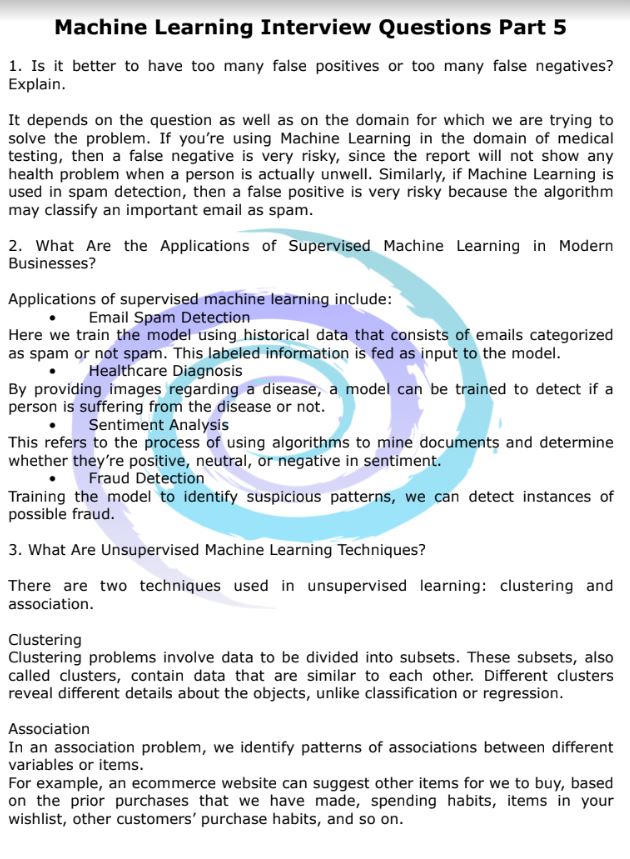 Machine Learning Interview Questions Part 5
1. Is it better to have too many false positives or too many false negatives?
Explain.
It depends on the question as well as on the domain for which we are trying to
solve the problem. If you're using Machine Learning in the domain of medical
testing, then a false negative is very risky, since the report will not show any
health problem when a person is actually unwell. Similarly, if Machine Learning is
used in spam detection, then a false positive is very risky because the algorithm
may classify an important email as spam.
2. What Are the Applications of Supervised Machine Learning in Modern
Businesses?
Applications of supervised machine learning include:
• Email Spam Detection
Here we train the model using historical data that consists of emails categorized
as spam or not spam. This labeled information is fed as input to the model.
• Healthcare Diagnosis
By providing images regarding a disease, a model can be trained to detect if a
person is suffering from the disease or not.
• Sentiment Analysis
This refers to the process of using algorithms to mine documents and determine
whether they're positive, neutral, or negative in sentiment.
• Fraud Detection
Training the model to identify suspicious patterns, we can detect instances of
possible fraud.
3. What Are Unsupervised Machine Learning Techniques?
There are two techniques used in unsupervised learning: clustering and
association.
Clustering
Clustering problems involve data to be divided into subsets. These subsets, also
called clusters, contain data that are similar to each other. Different clusters
reveal different details about the objects, unlike classification or regression.
Association
In an association problem, we identify patterns of associations between different
variables or items.
For example, an ecommerce website can suggest other items for we to buy, based
on the prior purchases that we have made, spending habits, items in your
wishlist, other customers' purchase habits, and so on.